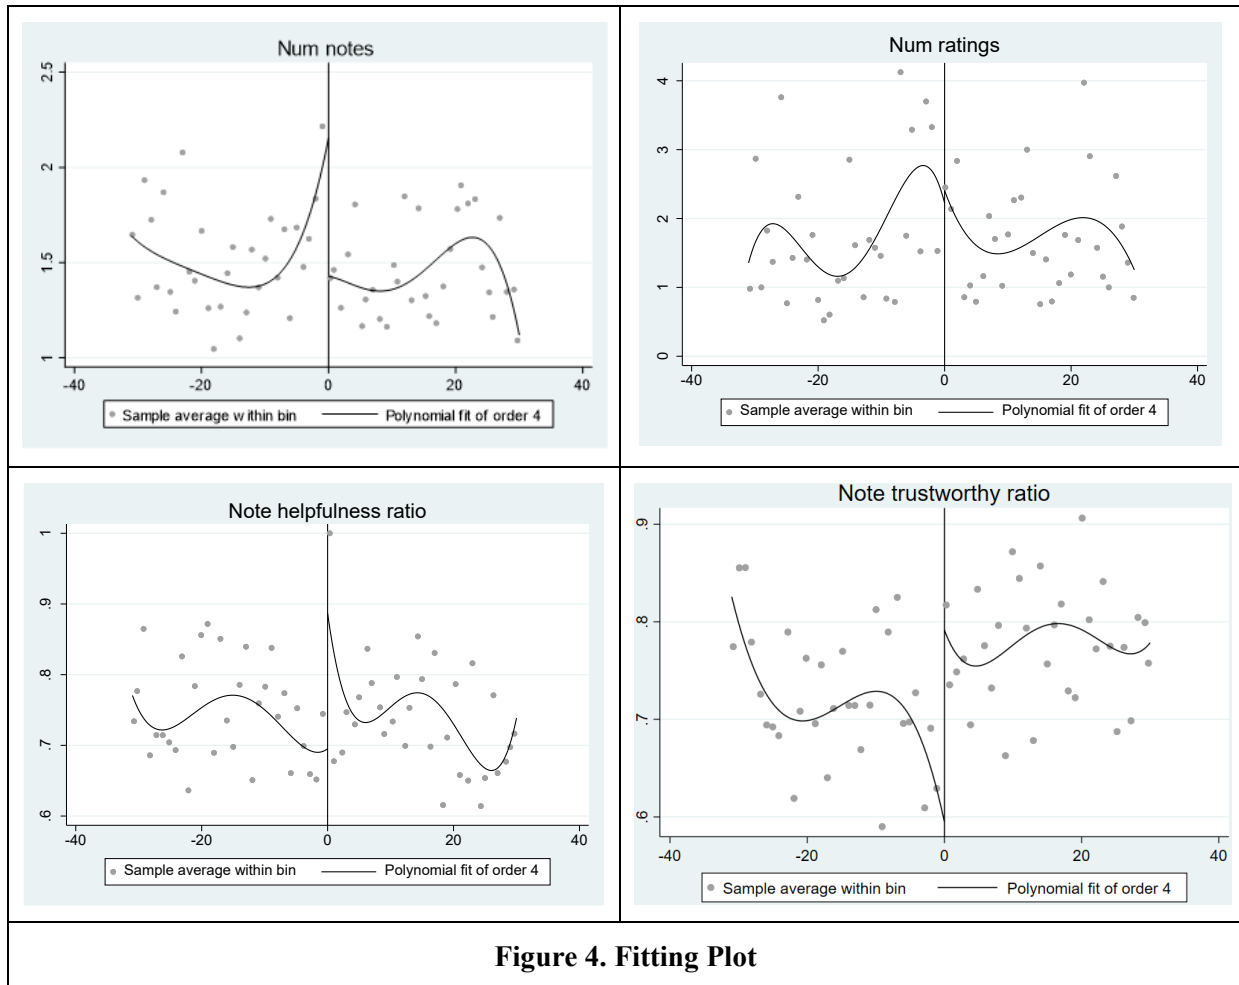 Num notes
2.5
2
1.5
1
-40 -20 0 20 40
Sample average within bin Polynomial fit of order 4
Num ratings
4
3
2
1
0
-40 -20 0 20 40
Sample average within bin Polynomial fit of order 4
Note helpfulness ratio
1
.9
.8
.7
.6
-40 -20 0 20 40
Sample average within bin Polynomial fit of order 4
Note trustworthy ratio
.9
.8
.7
.6
-40 -20 0 20 40
Sample average within bin Polynomial fit of order 4
Figure 4. Fitting Plot